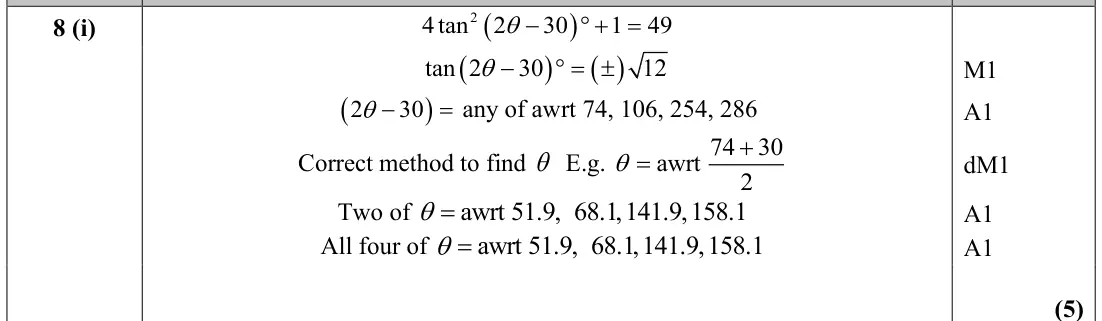 8 (i)
4 tan² (2θ − 30)° + 1 = 49
tan (2θ − 30)° = (±) √12 M1
(2θ − 30) = any of awrt 74, 106, 254, 286 A1
Correct method to find θ E.g. θ = awrt (74 + 30)/2 dM1
Two of θ = awrt 51.9, 68.1, 141.9, 158.1 A1
All four of θ = awrt 51.9, 68.1, 141.9, 158.1 A1
(5)